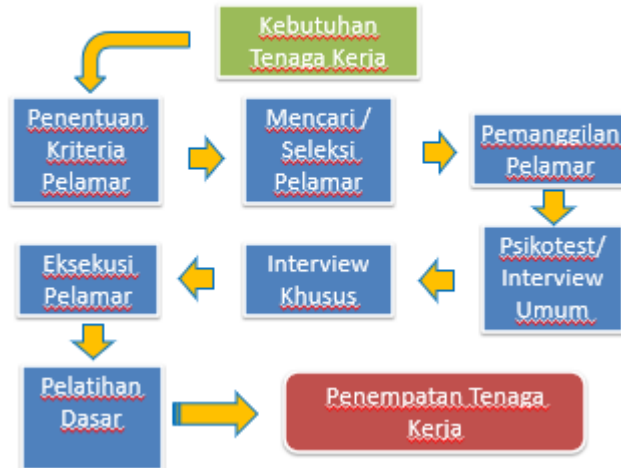 Kebutuhan
Tenaga Kerja
Penentuan
Kriteria
Pelamar
Mencari /
Seleksi
Pelamar
Pemanggilan
Pelamar
Psikotest/
Interview
Umum
Interview
Khusus
Eksekusi
Pelamar
Pelatihan
Dasar
Penempatan Tenaga
Kerja